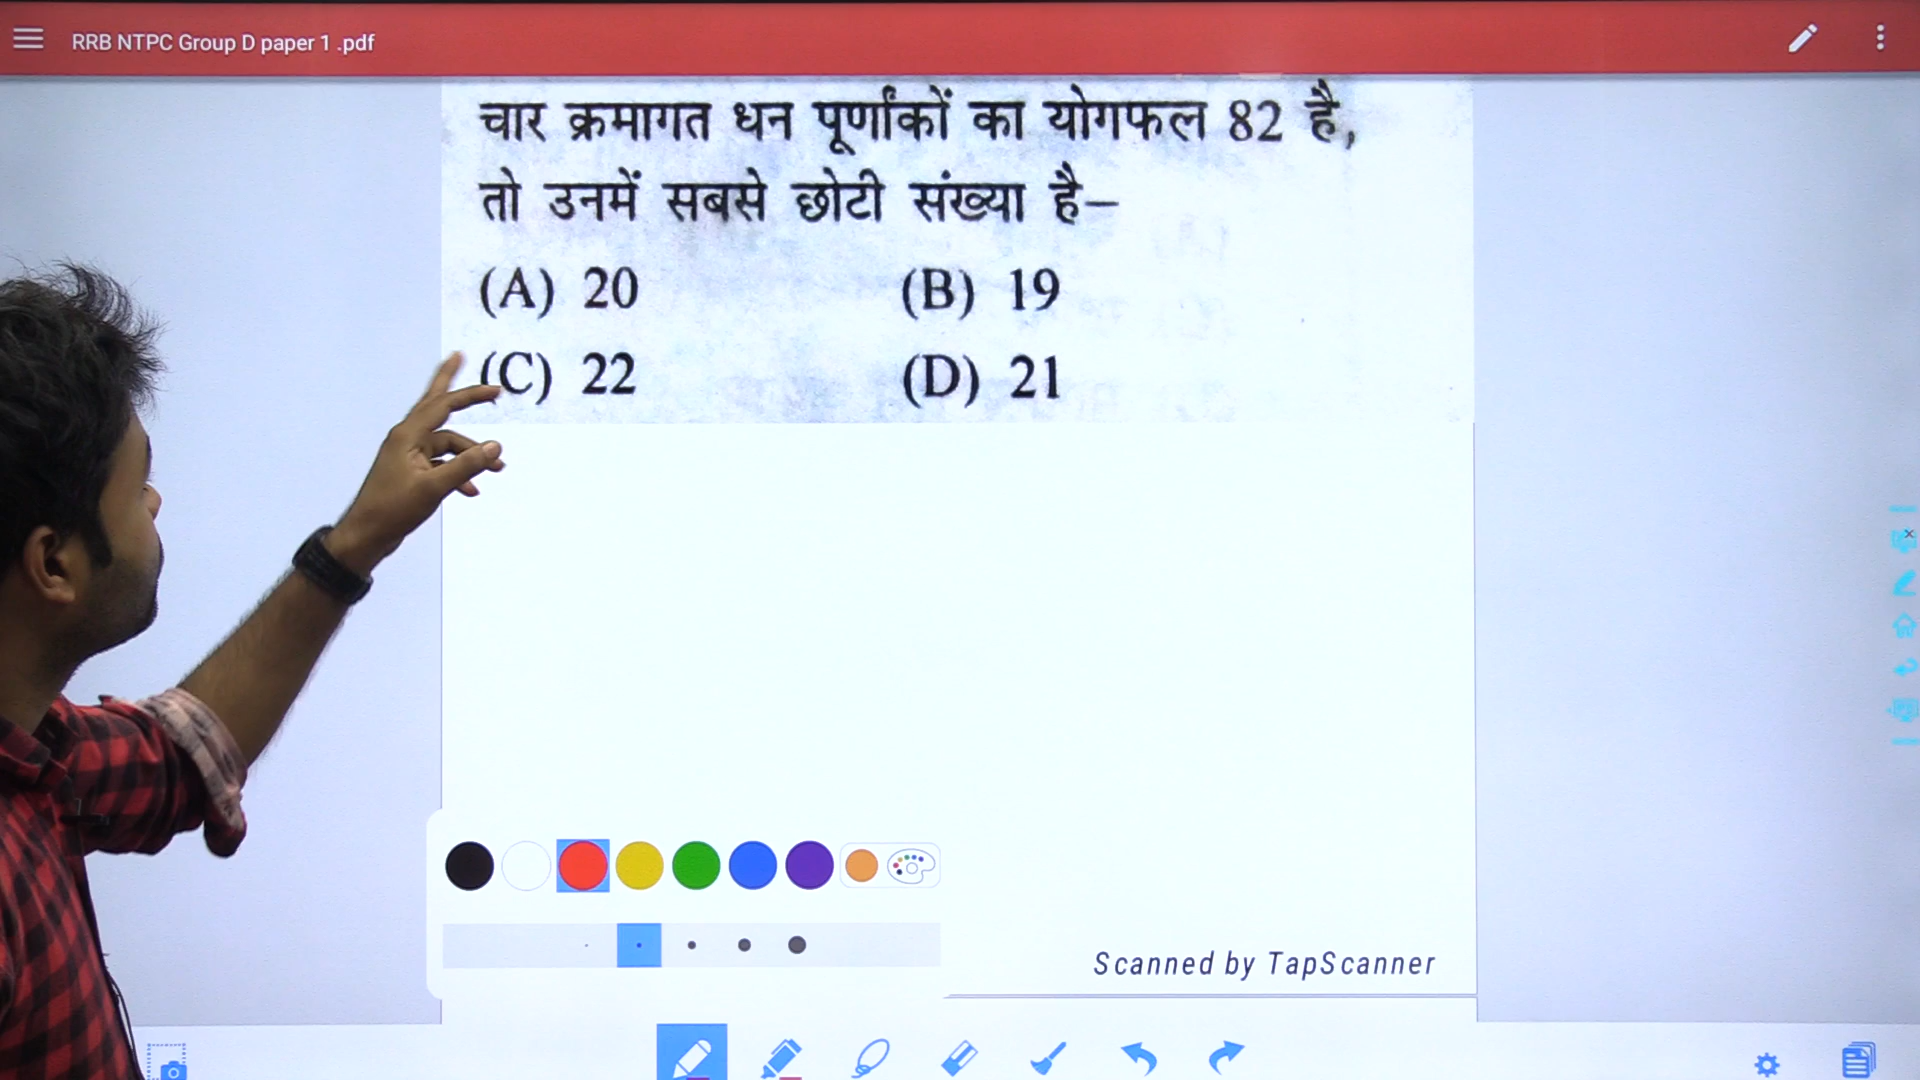 RRB NTPC Group D paper 1 .pdf
चार क्रमागत धन पूर्णांकों का योगफल 82 है,
तो उनमें सबसे छोटी संख्या है–
(A) 20 (B) 19
(C) 22 (D) 21
Scanned by TapScanner